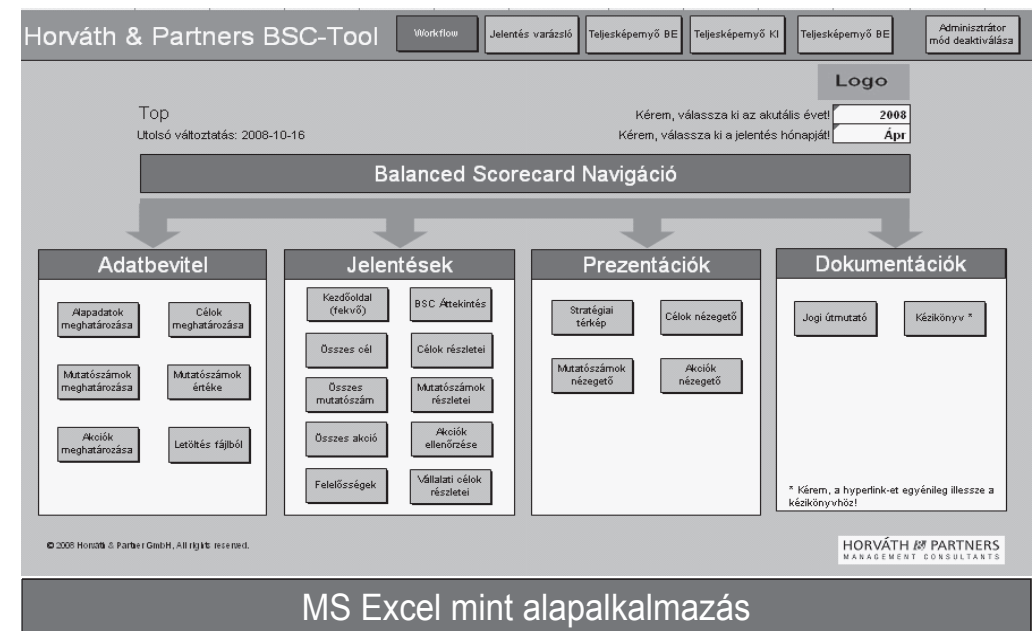 Horváth & Partners BSC-Tool
Workflow
Jelentés varázsló
Teljesképernyő BE
Teljesképernyő KI
Teljesképernyő BE
Adminisztrátor
mód deaktiválása
Logo
Top
Utolsó változtatás: 2008-10-16
Kérem, válassza ki az akutális évet!
2008
Kérem, válassza ki a jelentés hónapját!
Ápr
Balanced Scorecard Navigáció
Adatbevitel
Alapadatok
meghatározása
Célok
meghatározása
Mutatószámok
meghatározása
Mutatószámok
értéke
Akciók
meghatározása
Letöltés fájlból
Jelentések
Kezdőoldal
(fekvő)
BSC Áttekintés
Összes cél
Célok részletei
Összes
mutatószám
Mutatószámok
részletei
Összes akció
Akciók
ellenőrzése
Felelősségek
Vállalati célok
részletei
Prezentációk
Stratégiai
térkép
Célok nézegető
Mutatószámok
nézegető
Akciók
nézegető
Dokumentációk
Jogi útmutató
Kézikönyv *
* Kérem, a hyperlink-et egyénileg illessze a
kézikönyvhöz!
© 2008 Horváth & Partner GmbH, All rights reserved.
HORVÁTH & PARTNERS
MANAGEMENT CONSULTANTS
MS Excel mint alapalkalmazás